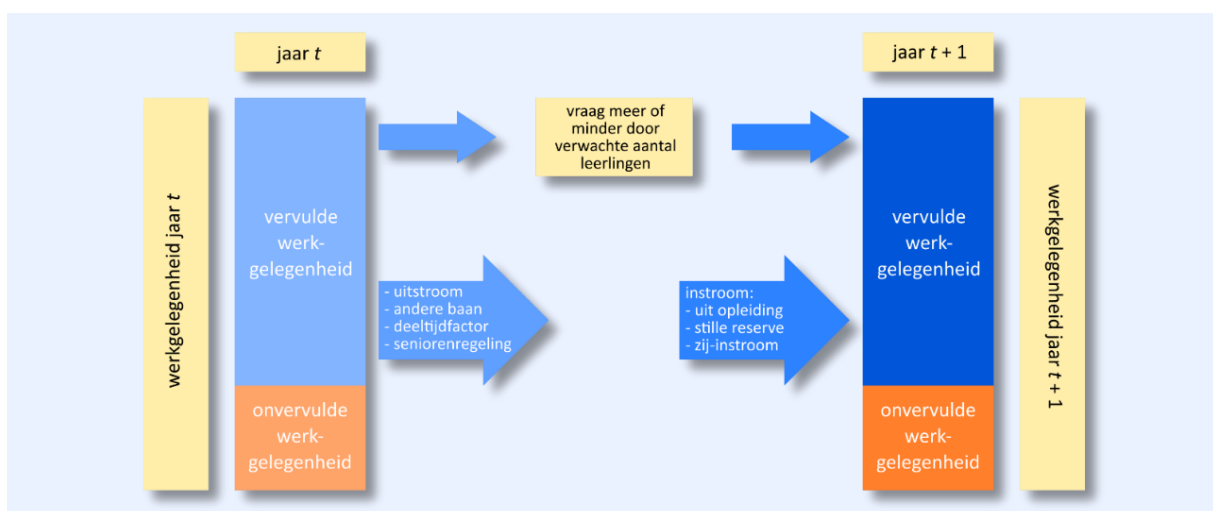 jaar t
jaar t + 1
werkgelegenheid jaar t
vervulde
werk-
gelegenheid
onvervulde
werk-
gelegenheid
vraag meer of
minder door
verwachte aantal
leerlingen
- uitstroom
- andere baan
- deeltijdfactor
- seniorenregeling
instroom:
- uit opleiding
- stille reserve
- zij-instroom
vervulde
werk-
gelegenheid
onvervulde
werk-
gelegenheid
werkgelegenheid jaar t + 1